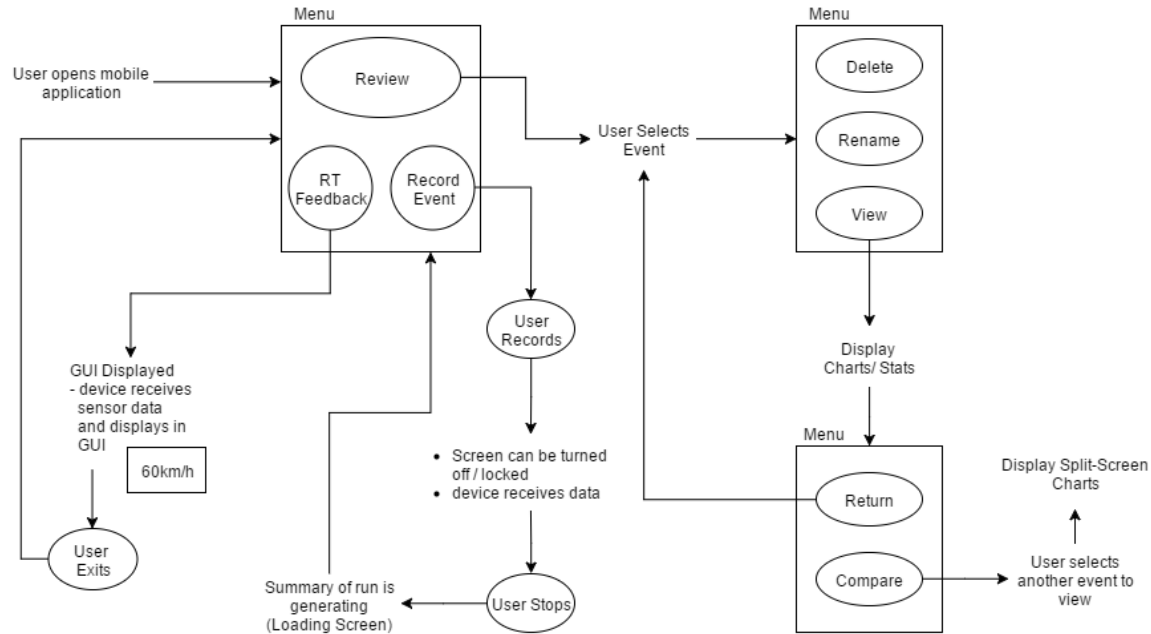 Menu
User opens mobile
application
Review
RT
Feedback
Record
Event
User Selects
Event
Menu
Delete
Rename
View
GUI Displayed
- device receives
sensor data
and displays in
GUI
60km/h
User
Exits
User
Records
• Screen can be turned
off / locked
• device receives data
User Stops
Summary of run is
generating
(Loading Screen)
Display
Charts/ Stats
Menu
Return
Compare
Display Split-Screen
Charts
User selects
another event to
view